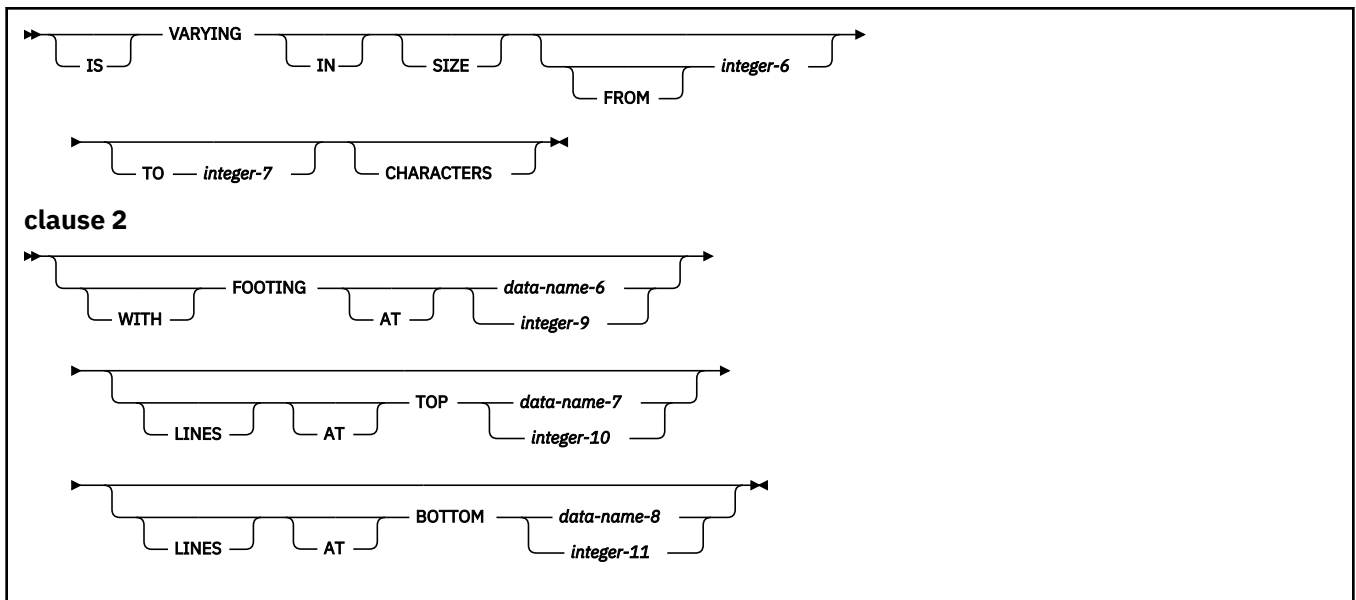 VARYING
IS IN SIZE integer-6
FROM
TO integer-7 CHARACTERS
clause 2
FOOTING data-name-6
WITH AT integer-9
TOP data-name-7
LINES AT integer-10
BOTTOM data-name-8
LINES AT integer-11